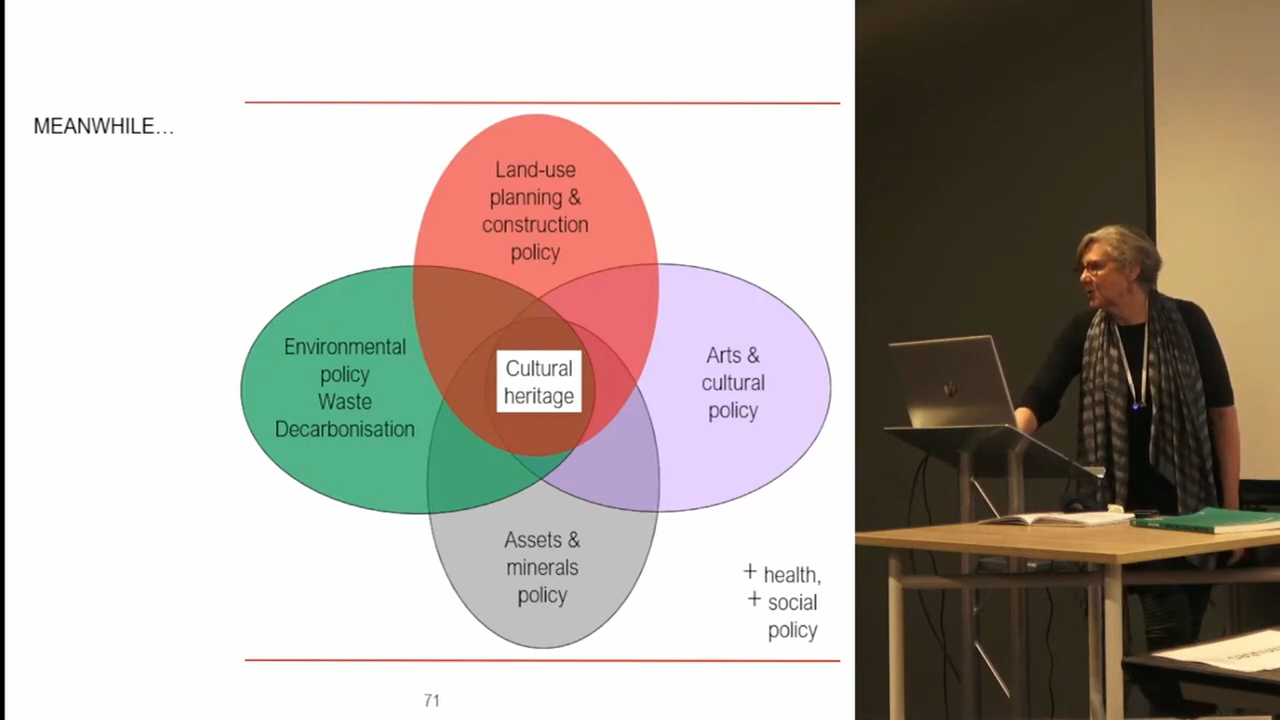 MEANWHILE…
Land-use
planning &
construction
policy
Environmental
policy
Waste
Decarbonisation
Cultural
heritage
Arts &
cultural
policy
Assets &
minerals
policy
+ health,
+ social
policy
71